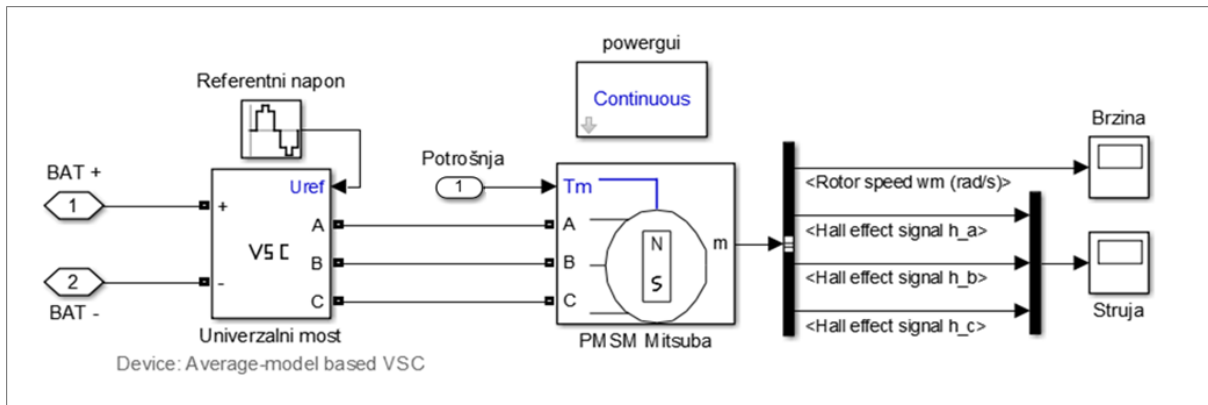 powergui
Continuous
Referentni napon
Brzina
BAT +
1
Uref
Potrošnja
1
Tm
<Rotor speed wm (rad/s)>
+
A
VSC
A
N
m
<Hall effect signal h_a>
B
B
S
<Hall effect signal h_b>
2
-
C
C
BAT -
<Hall effect signal h_c>
Struja
Univerzalni most
PMSM Mitsuba
Device: Average-model based VSC